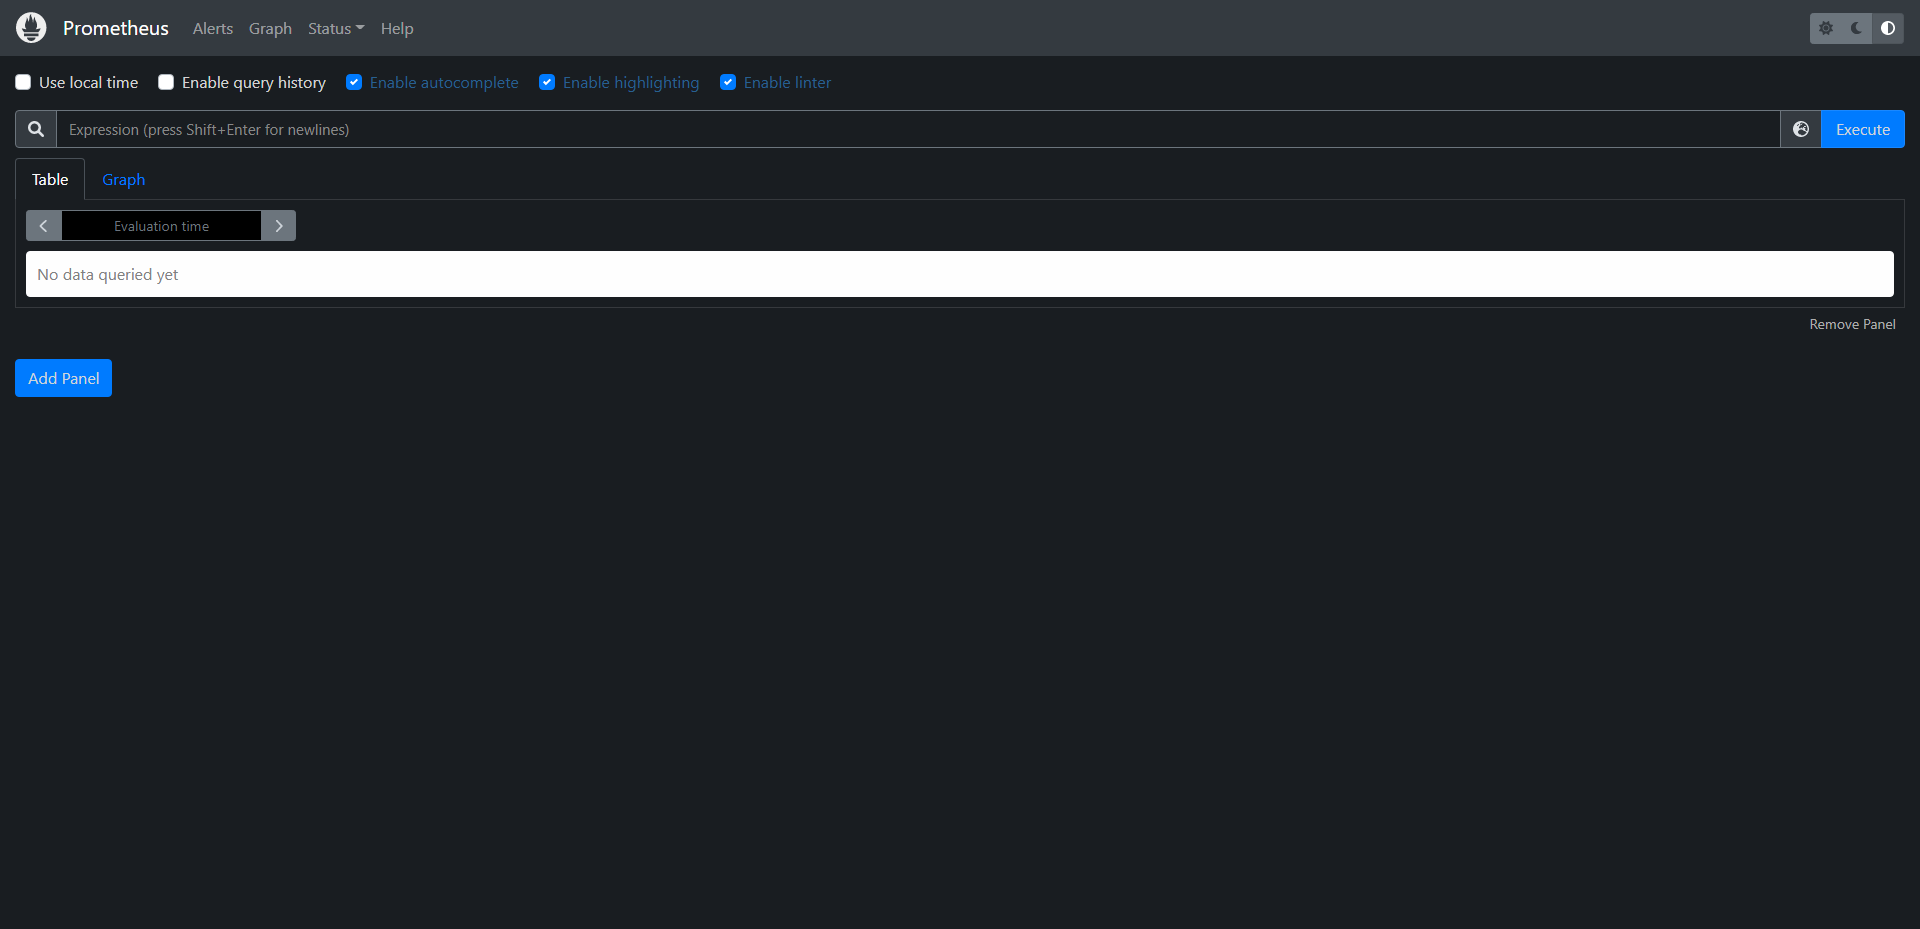 Prometheus Alerts Graph Status Help
Use local time Enable query history Enable autocomplete Enable highlighting Enable linter
Expression (press Shift+Enter for newlines) Execute
Table Graph
Evaluation time
No data queried yet
Remove Panel
Add Panel